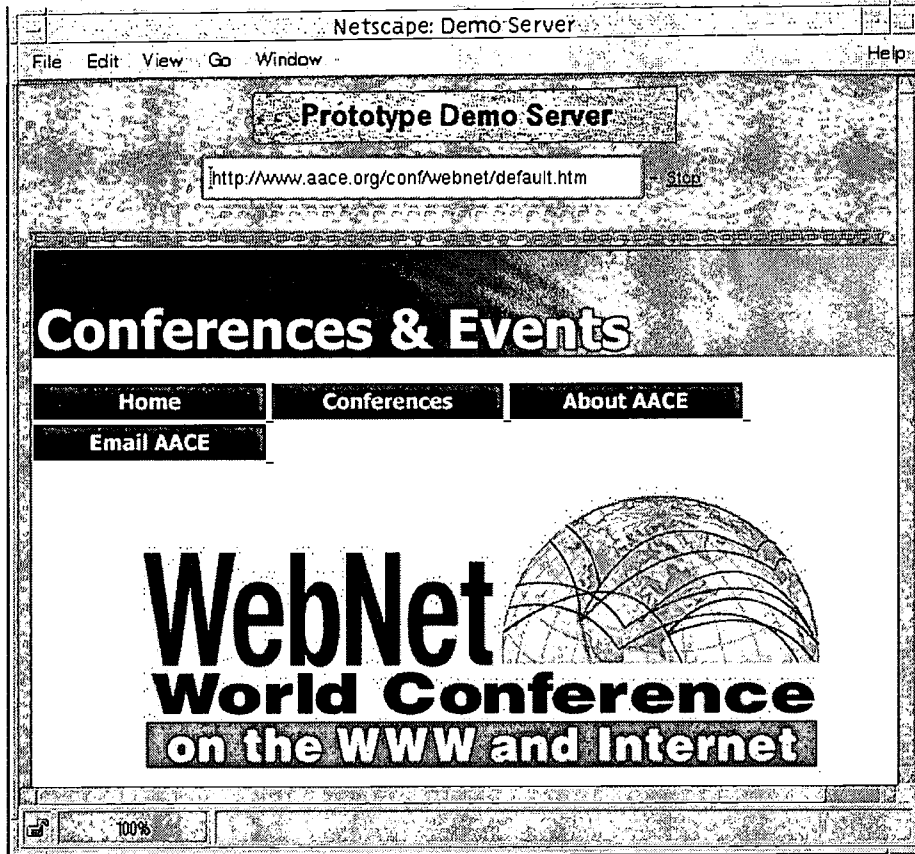 Netscape: Demo Server
File Edit View Go Window Help
Prototype Demo Server
http://www.aace.org/conf/webnet/default.htm Stop
Conferences & Events
Home Conferences About AACE
Email AACE
WebNet
World Conference
on the WWW and Internet
100%